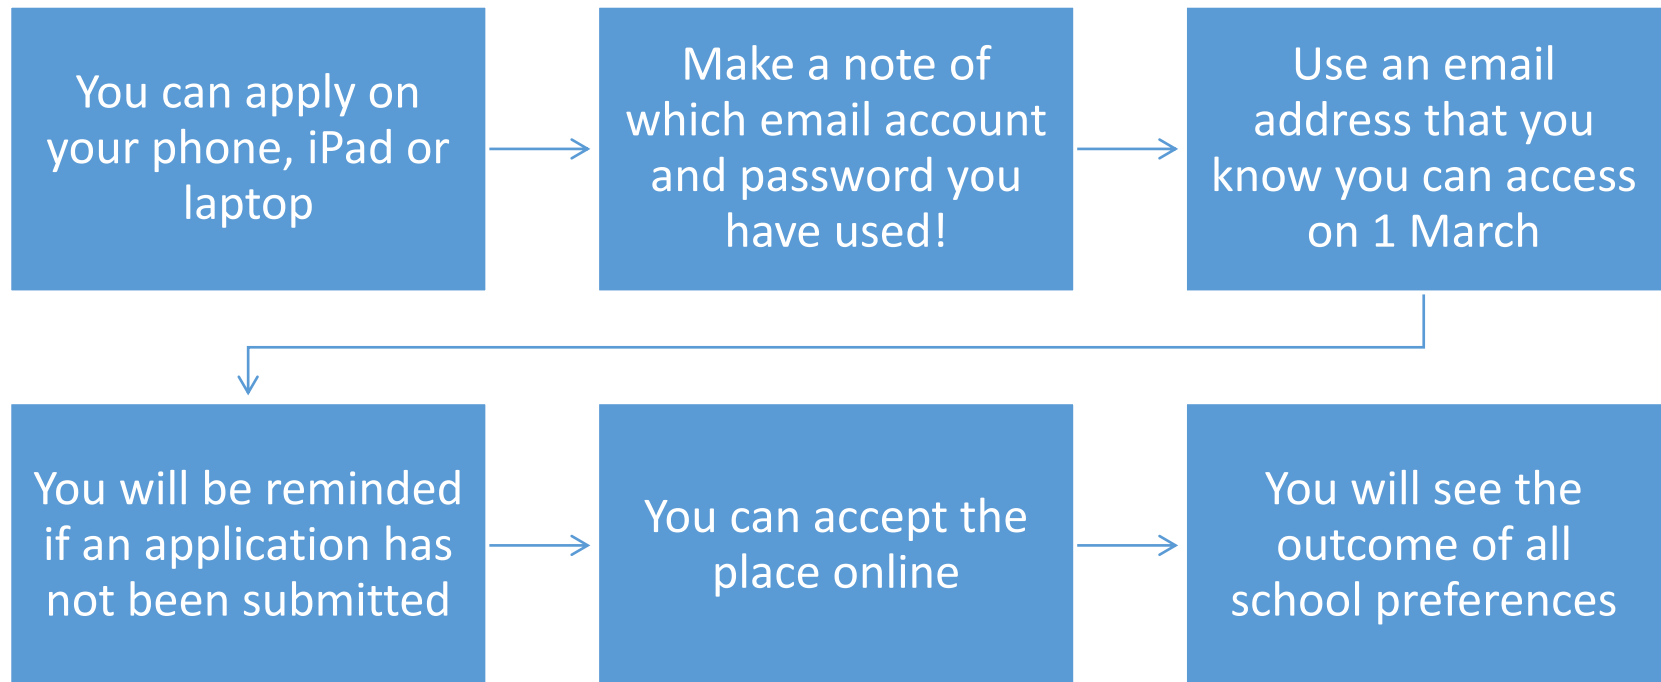 You can apply on
your phone, iPad or
laptop
Make a note of
which email account
and password you
have used!
Use an email
address that you
know you can access
on 1 March
You will be reminded
if an application has
not been submitted
You can accept the
place online
You will see the
outcome of all
school preferences